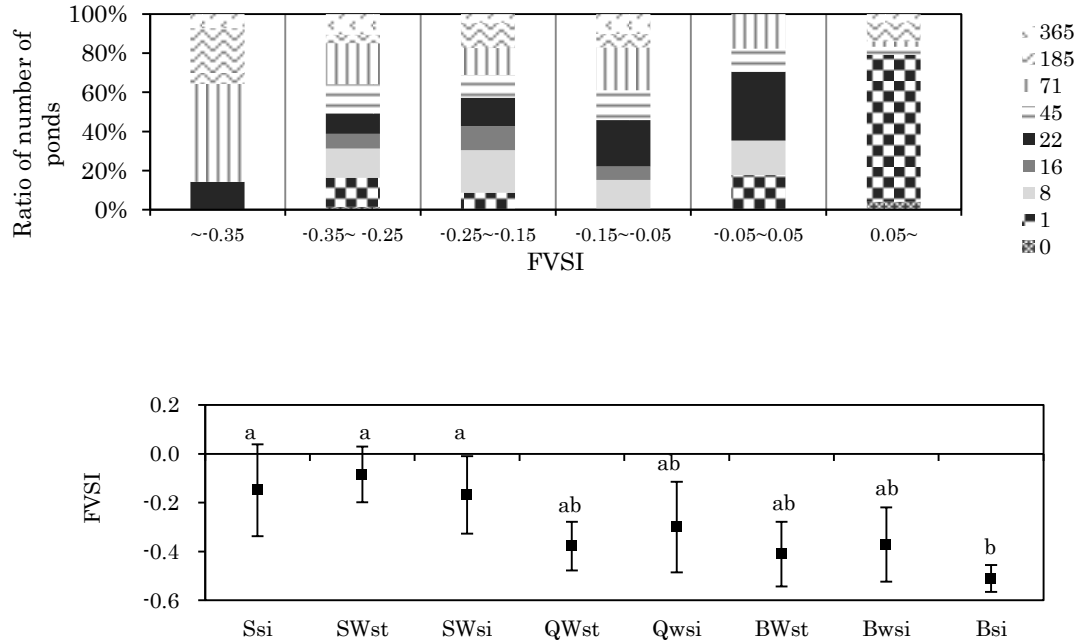 100%
80%
60%
40%
20%
0%
Ratio of number of
ponds
~-0.35
-0.35~ -0.25
-0.25~-0.15
-0.15~-0.05
-0.05~0.05
0.05~
FVSI
365
185
71
45
22
16
8
1
0
0.2
0.0
-0.2
-0.4
-0.6
FVSI
a
a
a
ab
ab
ab
ab
b
Ssi
SWst
SWsi
QWst
Qwsi
BWst
Bwsi
Bsi